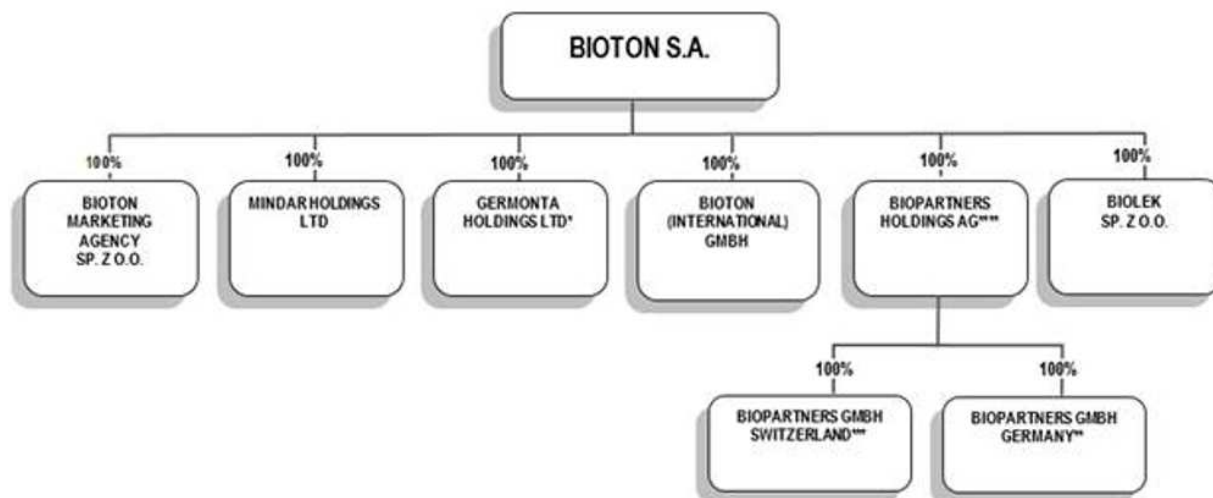 BIOTON S.A.
100%
100%
100%
100%
100%
100%
BIOTON
MARKETING
AGENCY
SP. Z O.O.
MINDAR HOLDINGS
LTD
GERMONTA
HOLDINGS LTD*
BIOTON
(INTERNATIONAL)
GMBH
BIOPARTNERS
HOLDINGS AG****
BIOLEK
SP. Z O.O.
100%
100%
BIOPARTNERS GMBH
SWITZERLAND***
BIOPARTNERS GMBH
GERMANY**